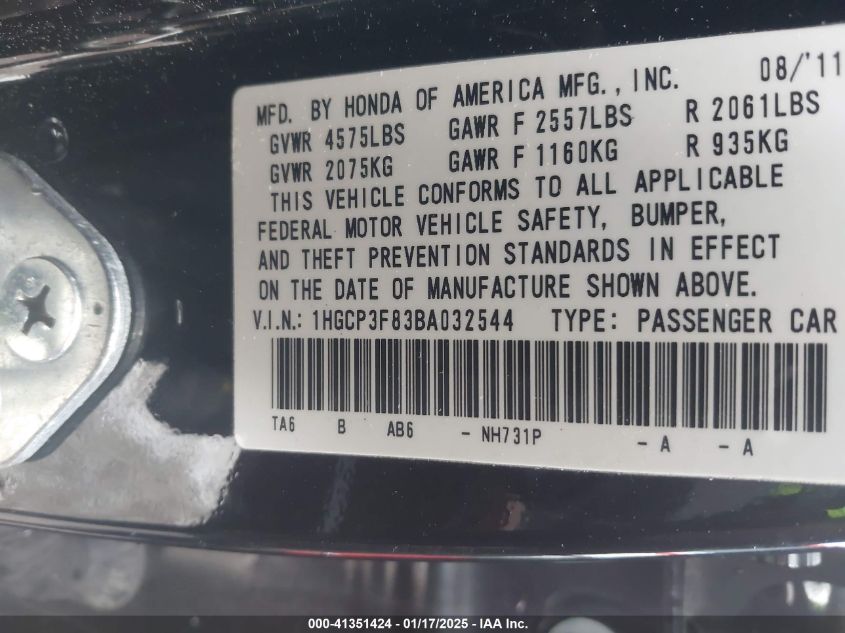 MFD. BY HONDA OF AMERICA MFG., INC. 08/'11
GVWR 4575LBS GAWR F 2557LBS R 2061LBS
GVWR 2075KG GAWR F 1160KG R 935KG
THIS VEHICLE CONFORMS TO ALL APPLICABLE
FEDERAL MOTOR VEHICLE SAFETY, BUMPER,
AND THEFT PREVENTION STANDARDS IN EFFECT
ON THE DATE OF MANUFACTURE SHOWN ABOVE.
V.I.N.: 1HGCP3F83BA032544 TYPE: PASSENGER CAR
TA6 B AB6 - NH731P - A - A
000-41351424 - 01/17/2025 - 1AA Inc.